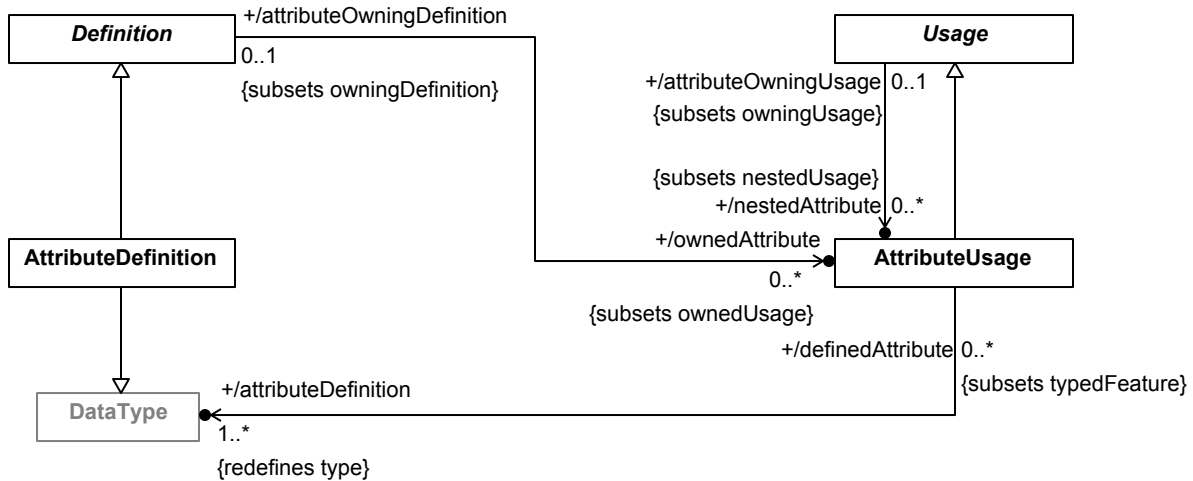 +/attributeOwningDefinition
Definition
Usage
0..1
{subsets owningDefinition}
+/attributeOwningUsage 0..1
{subsets owningUsage}
{subsets nestedUsage}
+/nestedAttribute 0..*
+/ownedAttribute
AttributeDefinition
AttributeUsage
0..*
{subsets ownedUsage}
+/definedAttribute 0..*
{subsets typedFeature}
+/attributeDefinition
DataType
1..*
{redefines type}